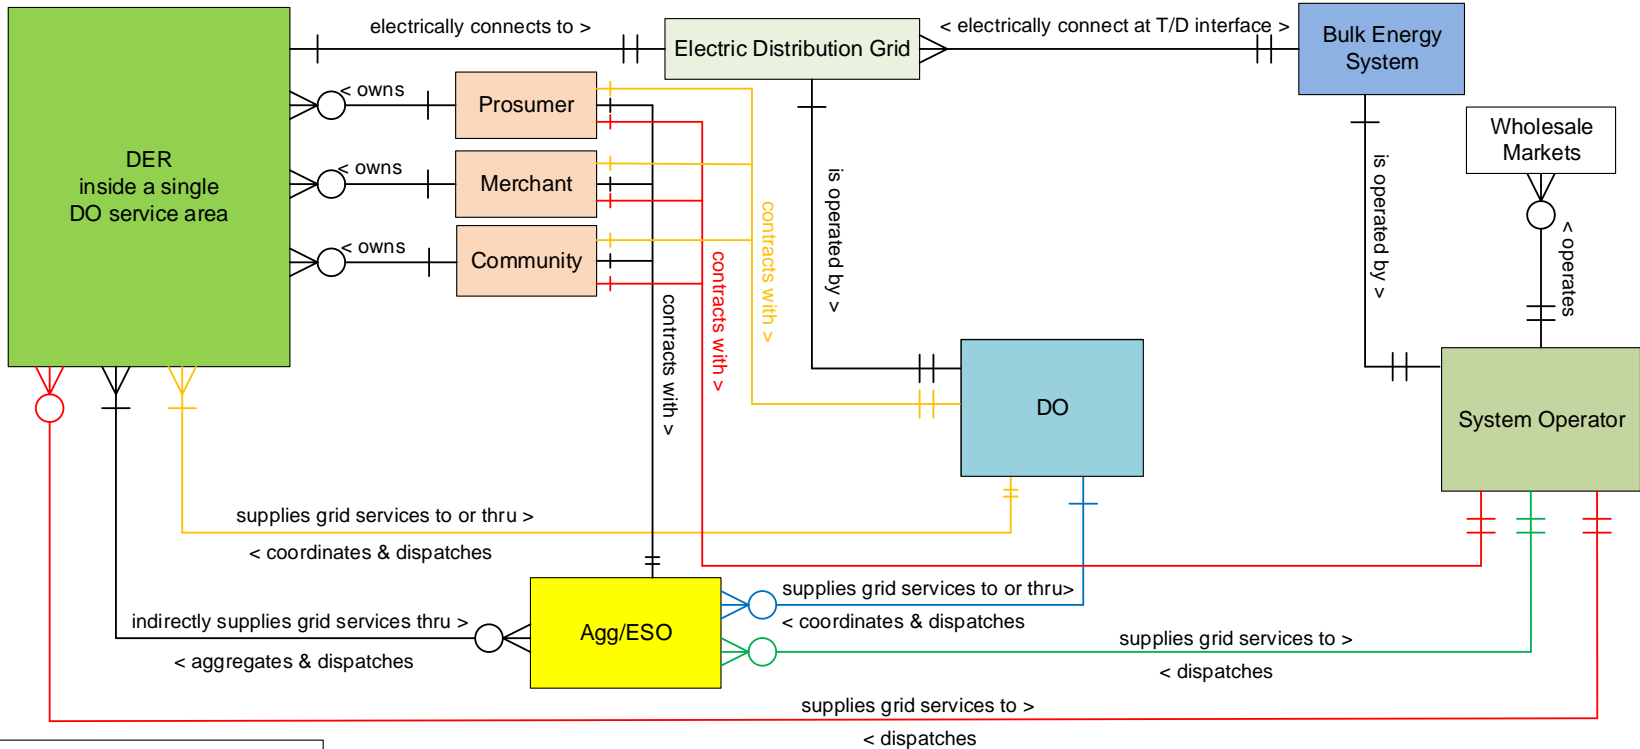 electrically connects to >
Electric Distribution Grid
< electrically connect at T/D interface >
Bulk Energy
System
< owns
Prosumer
Wholesale
Markets
DER
inside a single
DO service area
< owns
Merchant
is operated by >
is operated by >
contracts with >
< operates
< owns
Community
contracts with >
contracts with >
DO
System Operator
supplies grid services to or thru >
< coordinates & dispatches
supplies grid services to or thru>
< coordinates & dispatches
indirectly supplies grid services thru >
< aggregates & dispatches
Agg/ESO
supplies grid services to >
< dispatches
supplies grid services to >
< dispatches